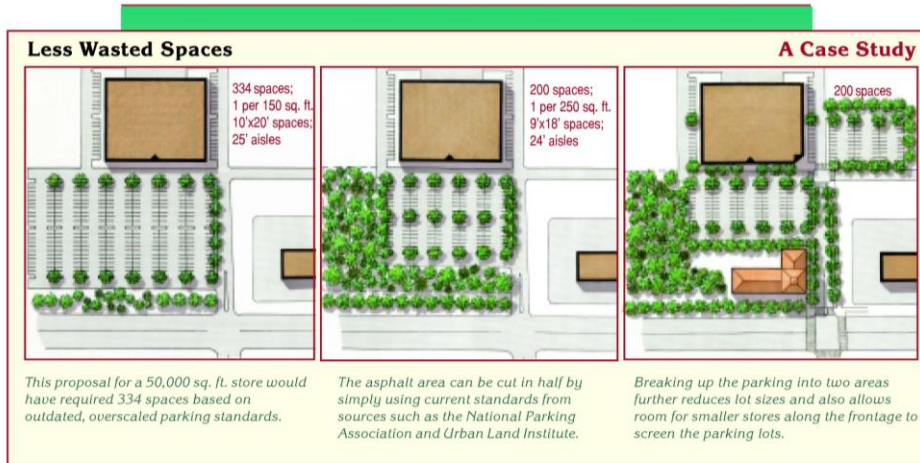 Less Wasted Spaces
A Case Study
334 spaces;
1 per 150 sq. ft.
10'x20' spaces;
25' aisles
200 spaces;
1 per 250 sq. ft.
9'x18' spaces;
24' aisles
200 spaces
This proposal for a 50,000 sq. ft. store would
have required 334 spaces based on
outdated, overscaled parking standards.
The asphalt area can be cut in half by
simply using current standards from
sources such as the National Parking
Association and Urban Land Institute.
Breaking up the parking into two areas
further reduces lot sizes and also allows
room for smaller stores along the frontage to
screen the parking lots.